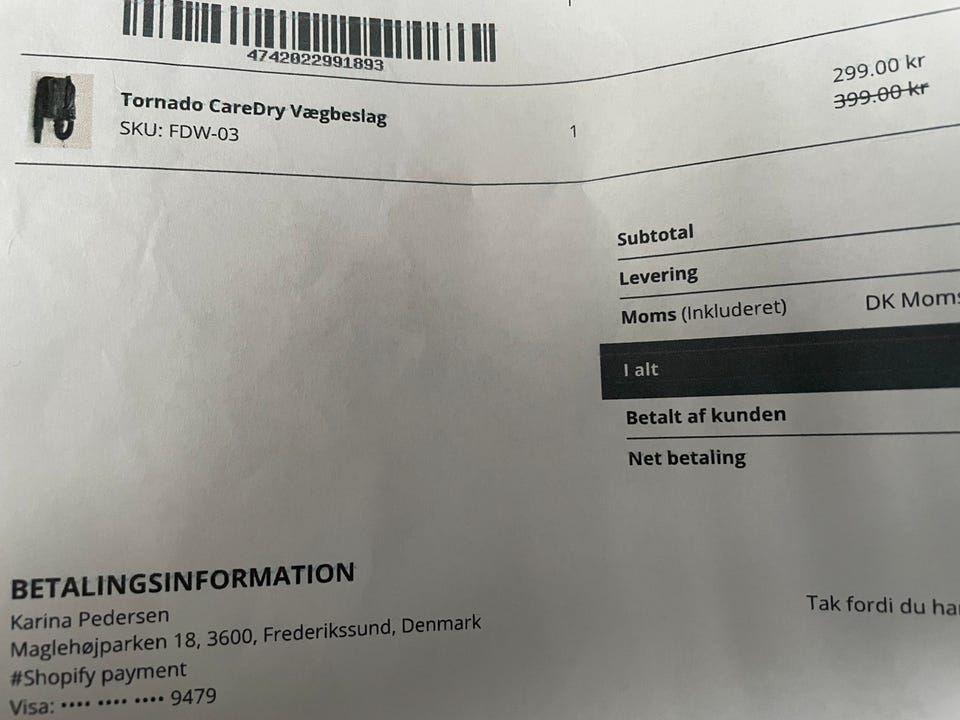 4742022991893
299.00 kr
399.00 kr
Tornado CareDry Vægbeslag
SKU: FDW-03
1
Subtotal
Levering
Moms (Inkluderet) DK Moms
I alt
Betalt af kunden
Net betaling
BETALINGSINFORMATION
Karina Pedersen
Maglehøjparken 18, 3600, Frederikssund, Denmark
#Shopify payment
Visa: •••• •••• •••• 9479
Tak fordi du ha